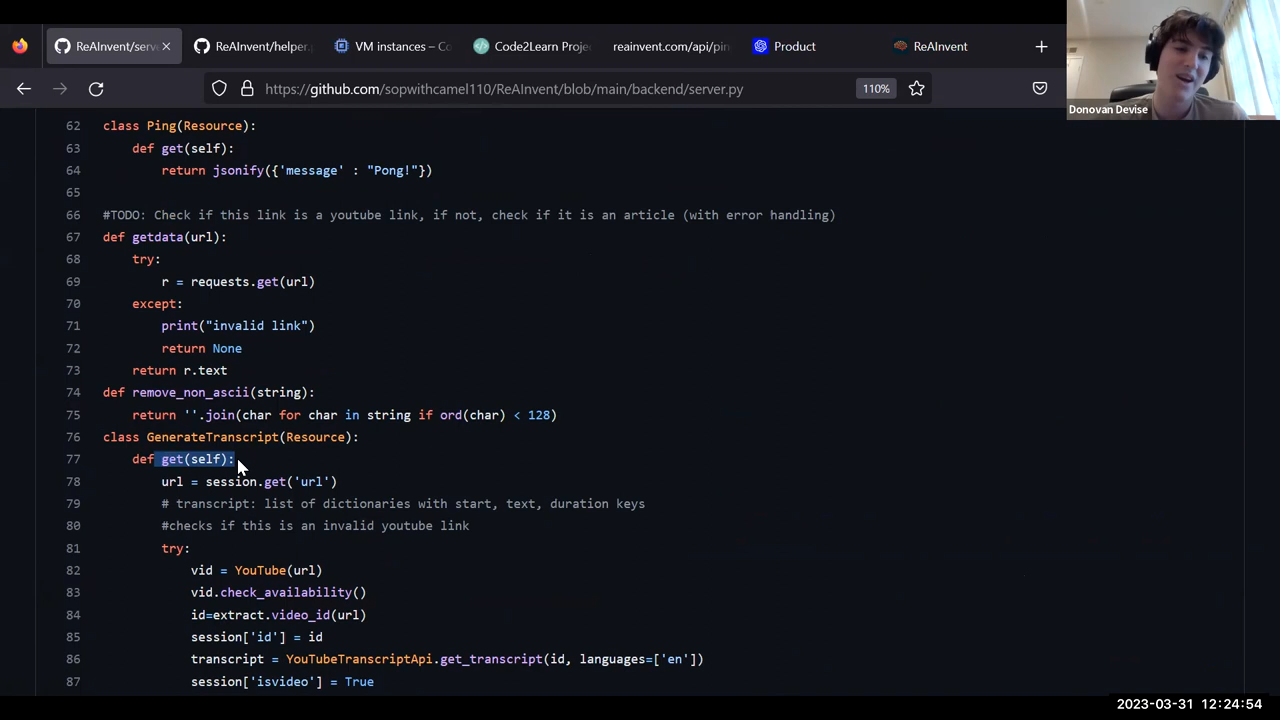 ReAInvent/serve
ReAInvent/helper.p
VM instances – Co
Code2Learn Proje
reainvent.com/api/pin
Product
ReAInvent
https://github.com/sopwithcamel110/ReAInvent/blob/main/backend/server.py
110%
Donovan Devise
62 class Ping(Resource):
63 def get(self):
64 return jsonify({'message' : "Pong!"})
65
66 #TODO: Check if this link is a youtube link, if not, check if it is an article (with error handling)
67 def getdata(url):
68 try:
69 r = requests.get(url)
70 except:
71 print("invalid link")
72 return None
73 return r.text
74 def remove_non_ascii(string):
75 return ''.join(char for char in string if ord(char) < 128)
76 class GenerateTranscript(Resource):
77 def get(self):
78 url = session.get('url')
79 # transcript: list of dictionaries with start, text, duration keys
80 #checks if this is an invalid youtube link
81 try:
82 vid = YouTube(url)
83 vid.check_availability()
84 id=extract.video_id(url)
85 session['id'] = id
86 transcript = YouTubeTranscriptApi.get_transcript(id, languages=['en'])
87 session['isvideo'] = True
2023-03-31 12:24:54